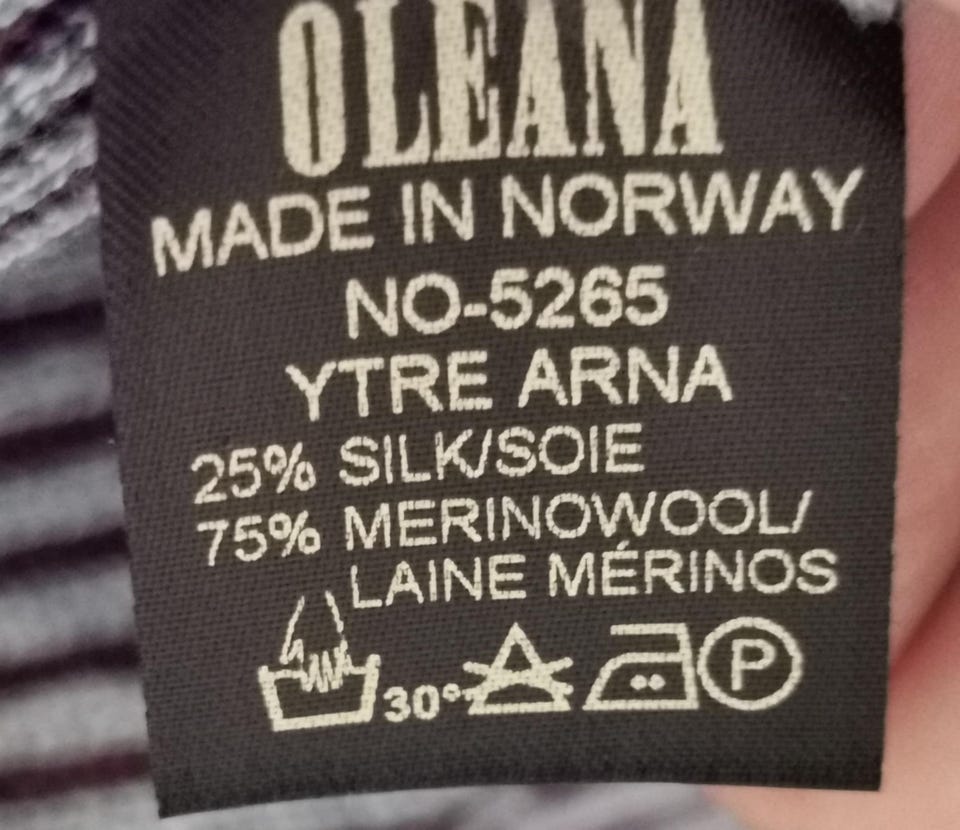 OLEANA
MADE IN NORWAY
NO-5265
YTRE ARNA
25% SILK/SOIE
75% MERINOWOOL/
LAINE MÉRINOS
30° P